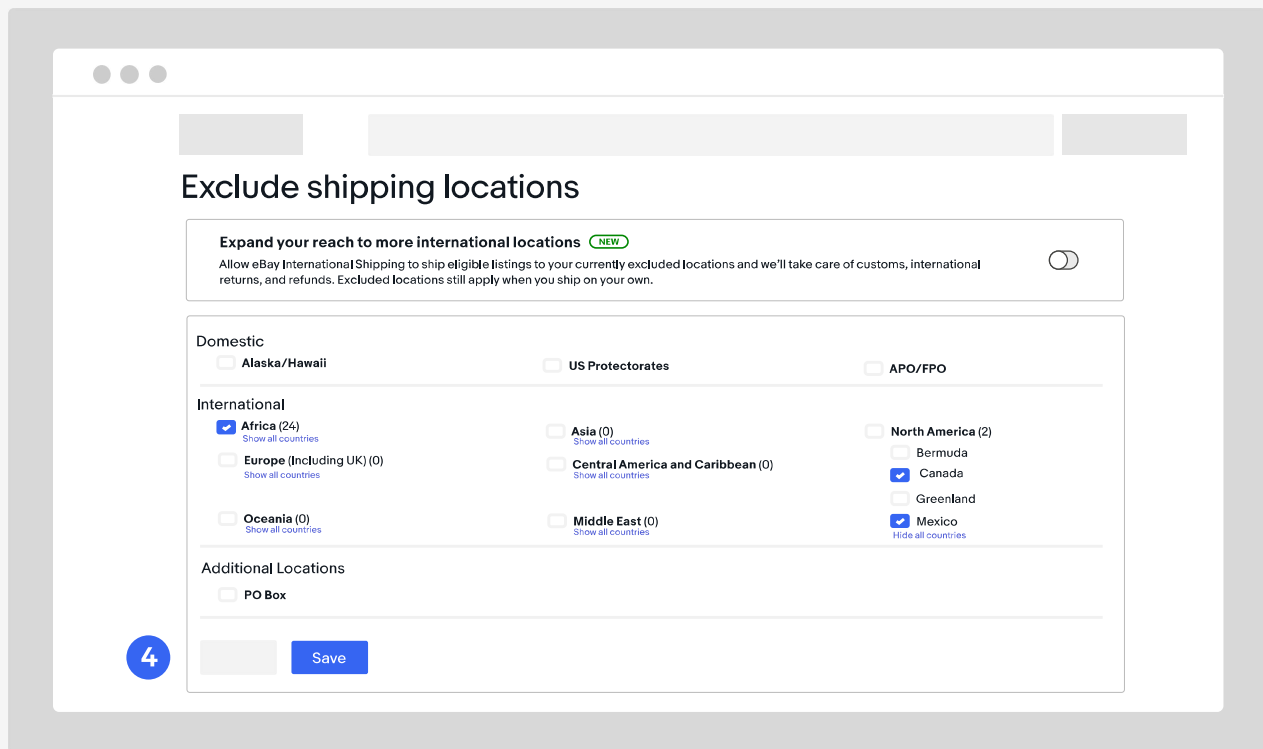 Exclude shipping locations
Expand your reach to more international locations NEW
Allow eBay International Shipping to ship eligible listings to your currently excluded locations and we'll take care of customs, international
returns, and refunds. Excluded locations still apply when you ship on your own.
Domestic
Alaska/Hawaii
US Protectorates
APO/FPO
International
Africa (24)
Show all countries
Asia (0)
Show all countries
North America (2)
Bermuda
Canada
Greenland
Mexico
Hide all countries
Europe (Including UK) (0)
Show all countries
Central America and Caribbean (0)
Show all countries
Oceania (0)
Show all countries
Middle East (0)
Show all countries
Additional Locations
PO Box
4
Save